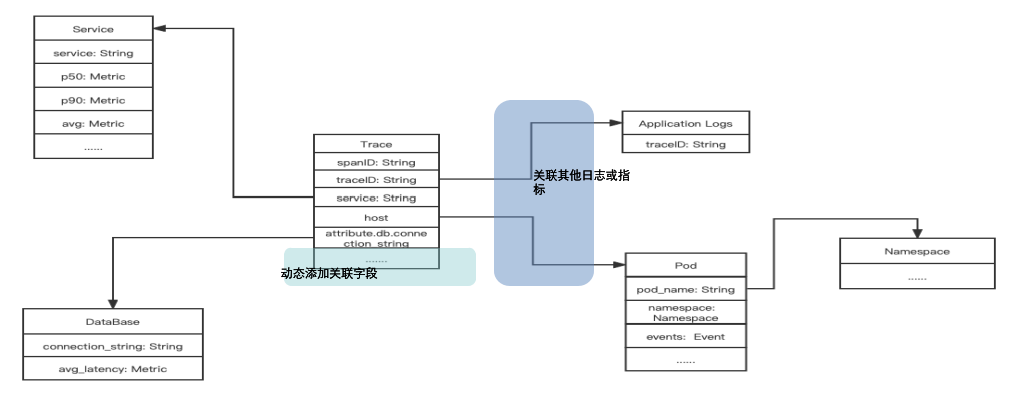 Service
service: String
p50: Metric
p90: Metric
avg: Metric
......
Trace
spanID: String
traceID: String
service: String
host
attribute.db.conne
ction_string
.......
动态添加关联字段
关联其他日志或指
标
Application Logs
traceID: String
Pod
pod_name: String
namespace:
Namespace
events: Event
......
Namespace
......
DataBase
connection_string: String
avg_latency: Metric